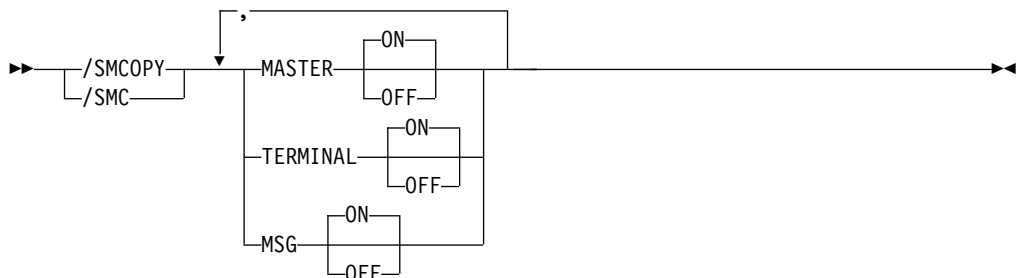 ,
ON
/SMCOPY MASTER
/SMC OFF
ON
TERMINAL
OFF
ON
MSG
OFF